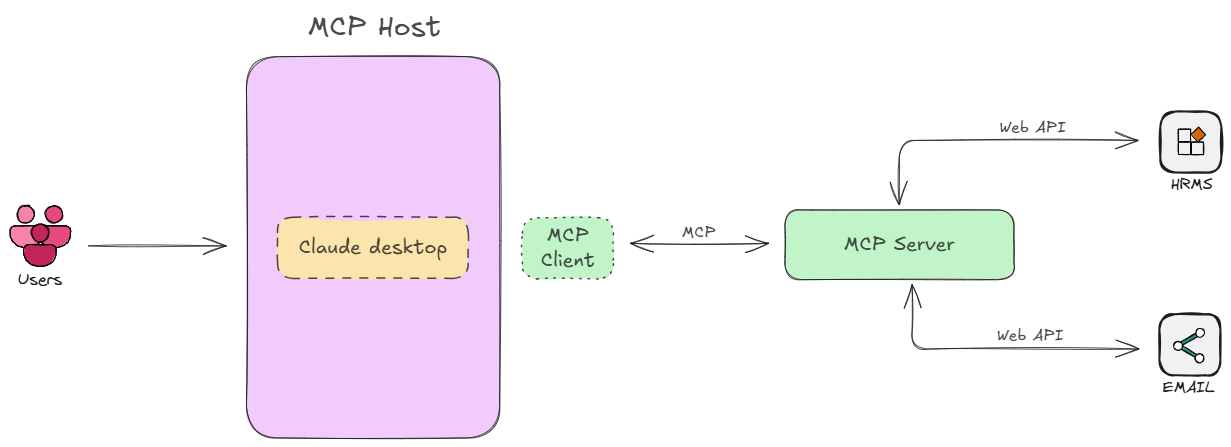 MCP Host
Users
Claude desktop
MCP
Client
MCP
MCP Server
Web API
HRMS
Web API
EMAIL